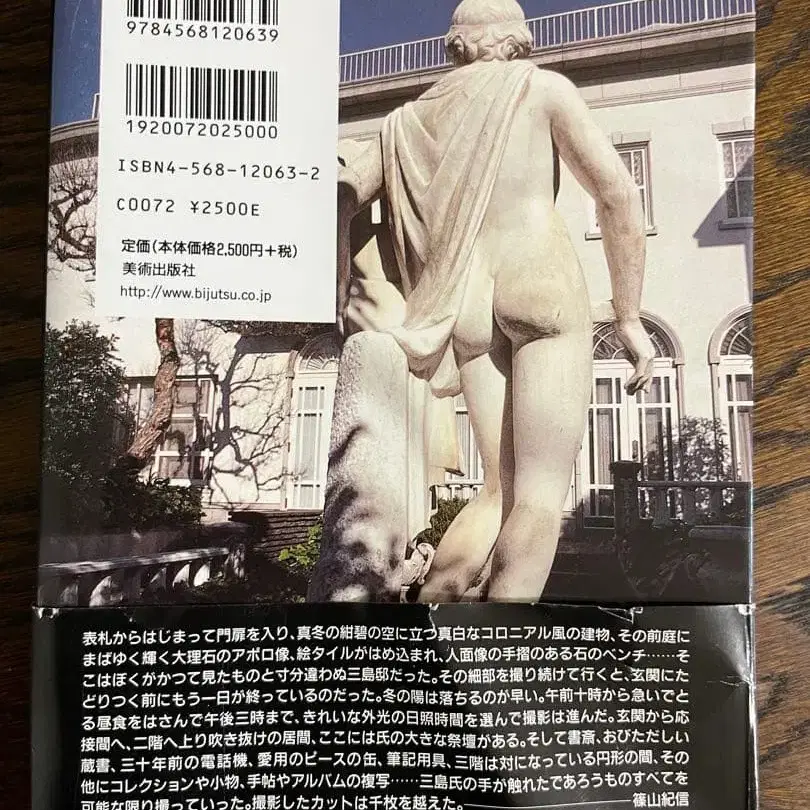 9784568120639
1920072025000
ISBN4-568-12063-2
C0072 ¥2500E
定価(本体価格2,500円+税)
美術出版社
http://www.bijutsu.co.jp
表札からはじまって門扉を入り、真冬の紺碧の空に立つ真白なコロニアル風の建物、その前庭に
まばゆく輝く大理石のアポロ像、絵タイルがはめ込まれ、人面像の手摺のある石のベンチ……そ
こはぼくがかつて見たものと寸分違わぬ三島邸だった。その細部を撮り続けて行くと、玄関にた
どりつく前にもう一日が終っているのだった。冬の陽は落ちるのが早い。午前十時から急いでと
る昼食をはさんで午後三時まで、きれいな外光の日照時間を選んで撮影は進んだ。玄関から応
接間へ、二階へ上り吹き抜けの居間、ここには氏の大きな祭壇がある。そして書斎、おびただしい
蔵書、三十年前の電話機、愛用のピースの缶、筆記用具、三階は対になっている円形の間、その
他にコレクションや小物、手帖やアルバムの複写……三島氏の手が触れたであろうものすべてを
可能な限り撮っていった。撮影したカットは千枚を越えた。――篠山紀信